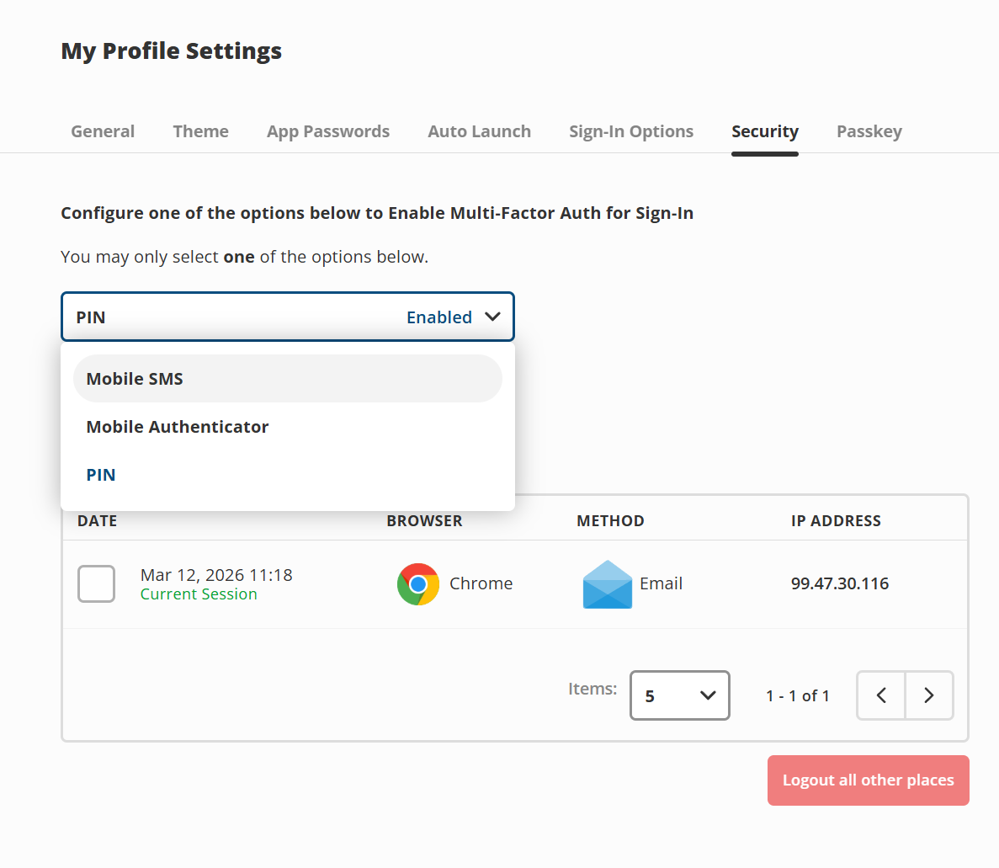 My Profile Settings
General Theme App Passwords Auto Launch Sign-In Options Security Passkey
Configure one of the options below to Enable Multi-Factor Auth for Sign-In
You may only select one of the options below.
PIN Enabled
Mobile SMS
Mobile Authenticator
PIN
DATE BROWSER METHOD IP ADDRESS
Mar 12, 2026 11:18 Chrome Email 99.47.30.116
Current Session
Items: 5 1 - 1 of 1
Logout all other places